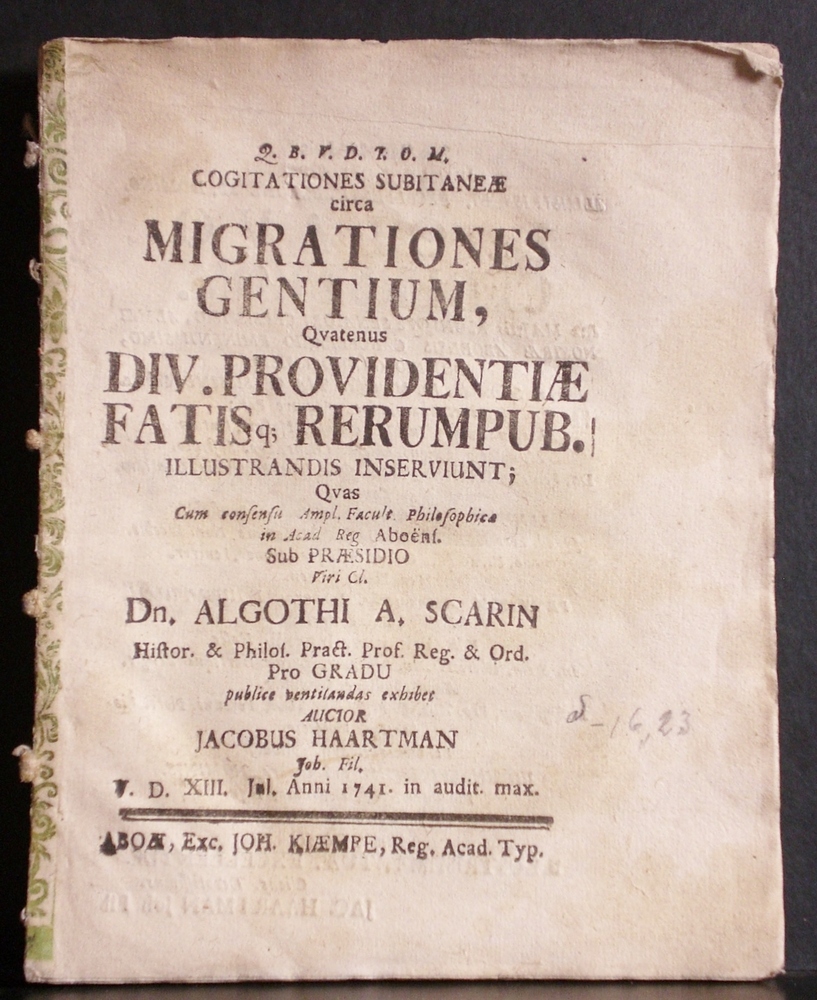 Q. B. V. D. T. O. M.
COGITATIONES SUBITANEÆ
circa
MIGRATIONES
GENTIUM,
Qvatenus
DIV. PROVIDENTIÆ
FATISq; RERUMPUB.
ILLUSTRANDIS INSERVIUNT;
Qvas
Cum consensu Ampl. Facult. Philosophicæ
in Acad Reg Aboënſ.
Sub PRÆSIDIO
Viri Cl.
Dn. ALGOTHI A. SCARIN
Hiſtor. & Philoſ. Pract. Prof. Reg. & Ord.
Pro GRADU
publice ventilandas exhibet
AUCTOR
JACOBUS HAARTMAN
Joh. Fil.
V. D. XIII. Jul. Anni 1741. in audit. max.
ABOÆ, Exc. JOH. KIÆMPE, Reg. Acad. Typ.
16,23